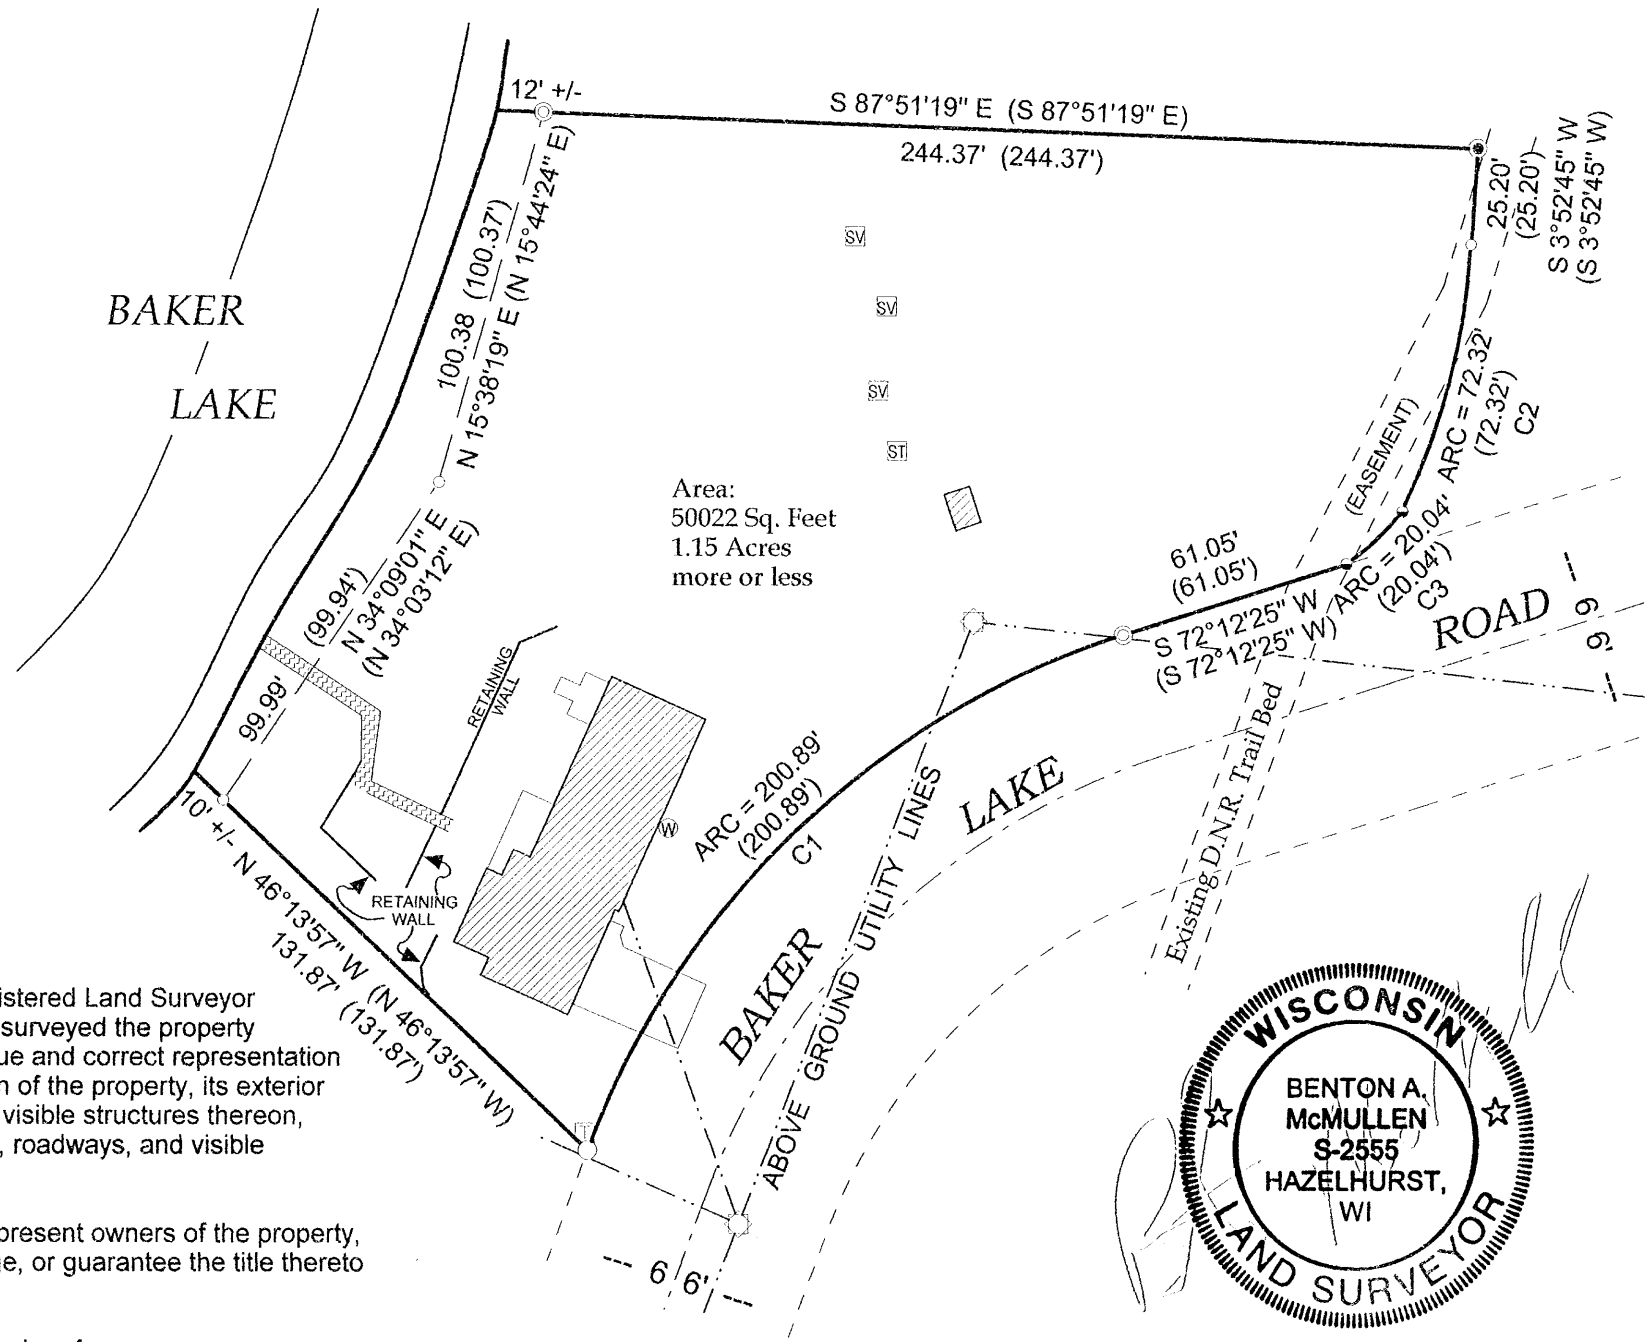 12' +/-
S 87°51'19" E (S 87°51'19" E)
244.37' (244.37')
25.20'
(25.20')
S 3°52'45" W
(S 3°52'45" W)
100.38 (100.37')
N 15°38'19" E (N 15°44'24" E)
BAKER
LAKE
SV
SV
SV
ST
Area:
50022 Sq. Feet
1.15 Acres
more or less
(EASEMENT)
ARC = 72.32'
(72.32')
C2
ARC = 20.04'
(20.04')
C3
61.05'
(61.05')
S 72°12'25" W
(S 72°12'25" W)
ROAD
66'
99.99'
(99.94')
N 34°09'01" E
(N 34°03'12" E)
RETAINING
WALL
W
ARC = 200.89'
(200.89')
C1
LAKE
BAKER
ABOVE GROUND UTILITY LINES
Existing D.N.R. Trail Bed
10' +/-
N 46°13'57" W (N 46°13'57" W)
131.87' (131.87')
RETAINING
WALL
T
66'
istered Land Surveyor
surveyed the property
ue and correct representation
n of the property, its exterior
visible structures thereon,
, roadways, and visible
present owners of the property,
e, or guarantee the title thereto
WISCONSIN
BENTON A.
McMULLEN
S-2555
HAZELHURST,
WI
LAND SURVEYOR